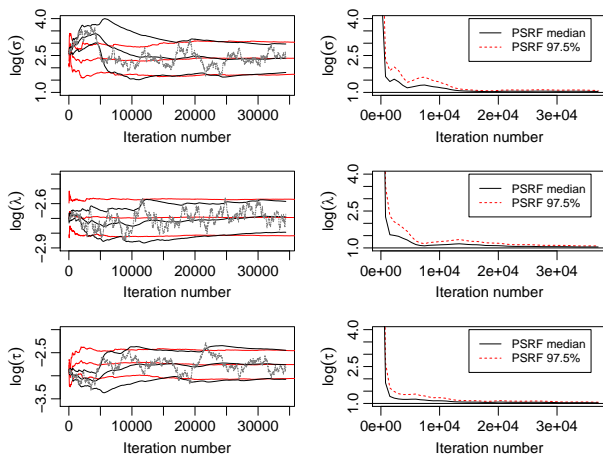 log(σ)
1.0 2.5 4.0
0 10000 20000 30000
Iteration number
log(σ)
1.0 2.5 4.0
PSRF median
PSRF 97.5%
0e+00 1e+04 2e+04 3e+04
Iteration number
log(λ)
−2.9 −2.6
0 10000 20000 30000
Iteration number
log(λ)
1.0 2.5 4.0
PSRF median
PSRF 97.5%
0e+00 1e+04 2e+04 3e+04
Iteration number
log(τ)
−3.5 −2.5
0 10000 20000 30000
Iteration number
log(τ)
1.0 2.5 4.0
PSRF median
PSRF 97.5%
0e+00 1e+04 2e+04 3e+04
Iteration number